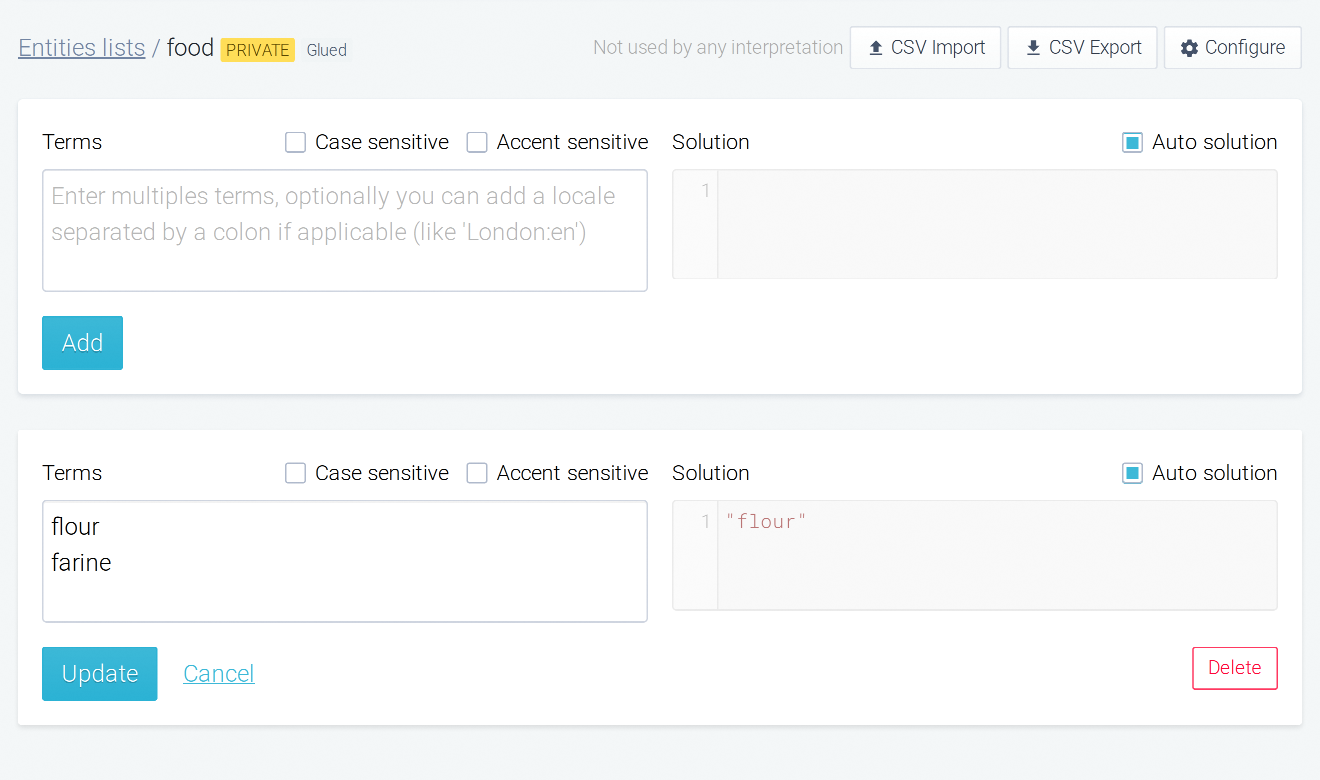 Entities lists / food PRIVATE Glued Not used by any interpretation CSV Import CSV Export Configure
Terms Case sensitive Accent sensitive Solution Auto solution
Enter multiples terms, optionally you can add a locale
separated by a colon if applicable (like 'London:en')
1
Add
Terms Case sensitive Accent sensitive Solution Auto solution
flour
farine
1 "flour"
Update Cancel Delete